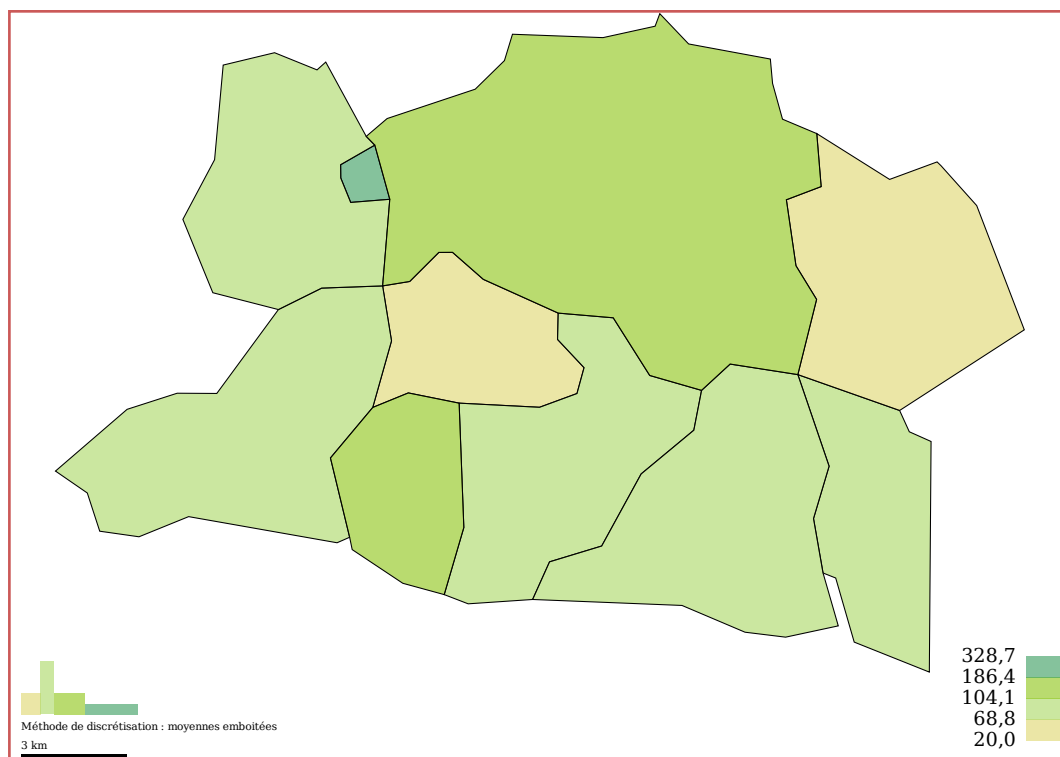 328,7
186,4
104,1
68,8
20,0
Méthode de discrétisation : moyennes emboitées
3 km